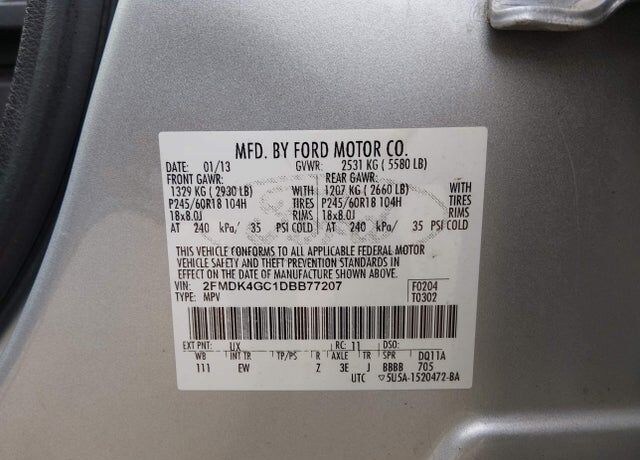 MFD. BY FORD MOTOR CO.
DATE: 01/13 GVWR: 2531 KG ( 5580 LB)
FRONT GAWR: REAR GAWR:
1329 KG ( 2930 LB) WITH 1207 KG ( 2660 LB) WITH
P245/60R18 104H TIRES P245/60R18 104H TIRES
18x8.0J RIMS 18x8.0J RIMS
AT 240 kPa/ 35 PSI COLD AT 240 kPa/ 35 PSI COLD
THIS VEHICLE CONFORMS TO ALL APPLICABLE FEDERAL MOTOR
VEHICLE SAFETY AND THEFT PREVENTION STANDARDS IN
EFFECT ON THE DATE OF MANUFACTURE SHOWN ABOVE.
VIN: 2FMDK4GC1DBB77207 F0204
TYPE: MPV T0302
EXT PNT: UX RC: 11 DSO:
WB INT TR TP/PS R AXLE TR SPR DQ11A
111 EW Z 3E J BBBB 705
UTC ▽5U5A-1520472-BA